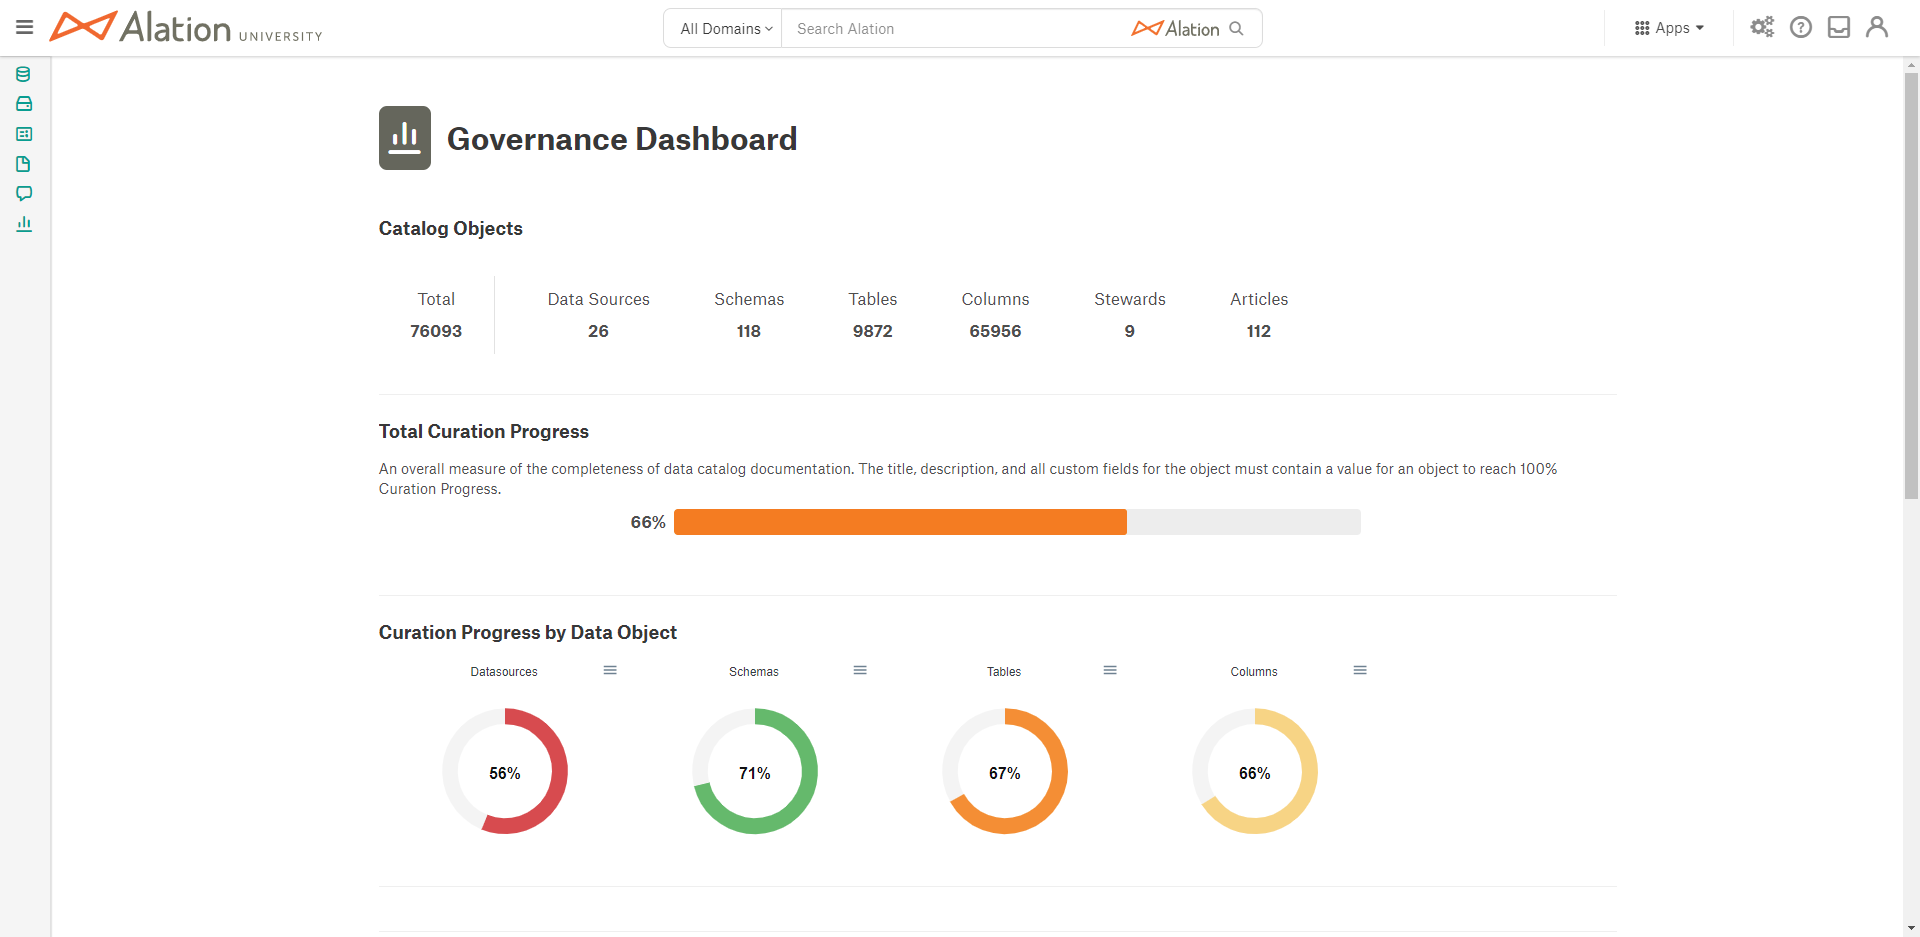 Alation UNIVERSITY
All Domains
Search Alation
Alation
Apps
Governance Dashboard
Catalog Objects
Total
Data Sources
Schemas
Tables
Columns
Stewards
Articles
76093
26
118
9872
65956
9
112
Total Curation Progress
An overall measure of the completeness of data catalog documentation. The title, description, and all custom fields for the object must contain a value for an object to reach 100%
Curation Progress.
66%
Curation Progress by Data Object
Datasources
Schemas
Tables
Columns
56%
71%
67%
66%